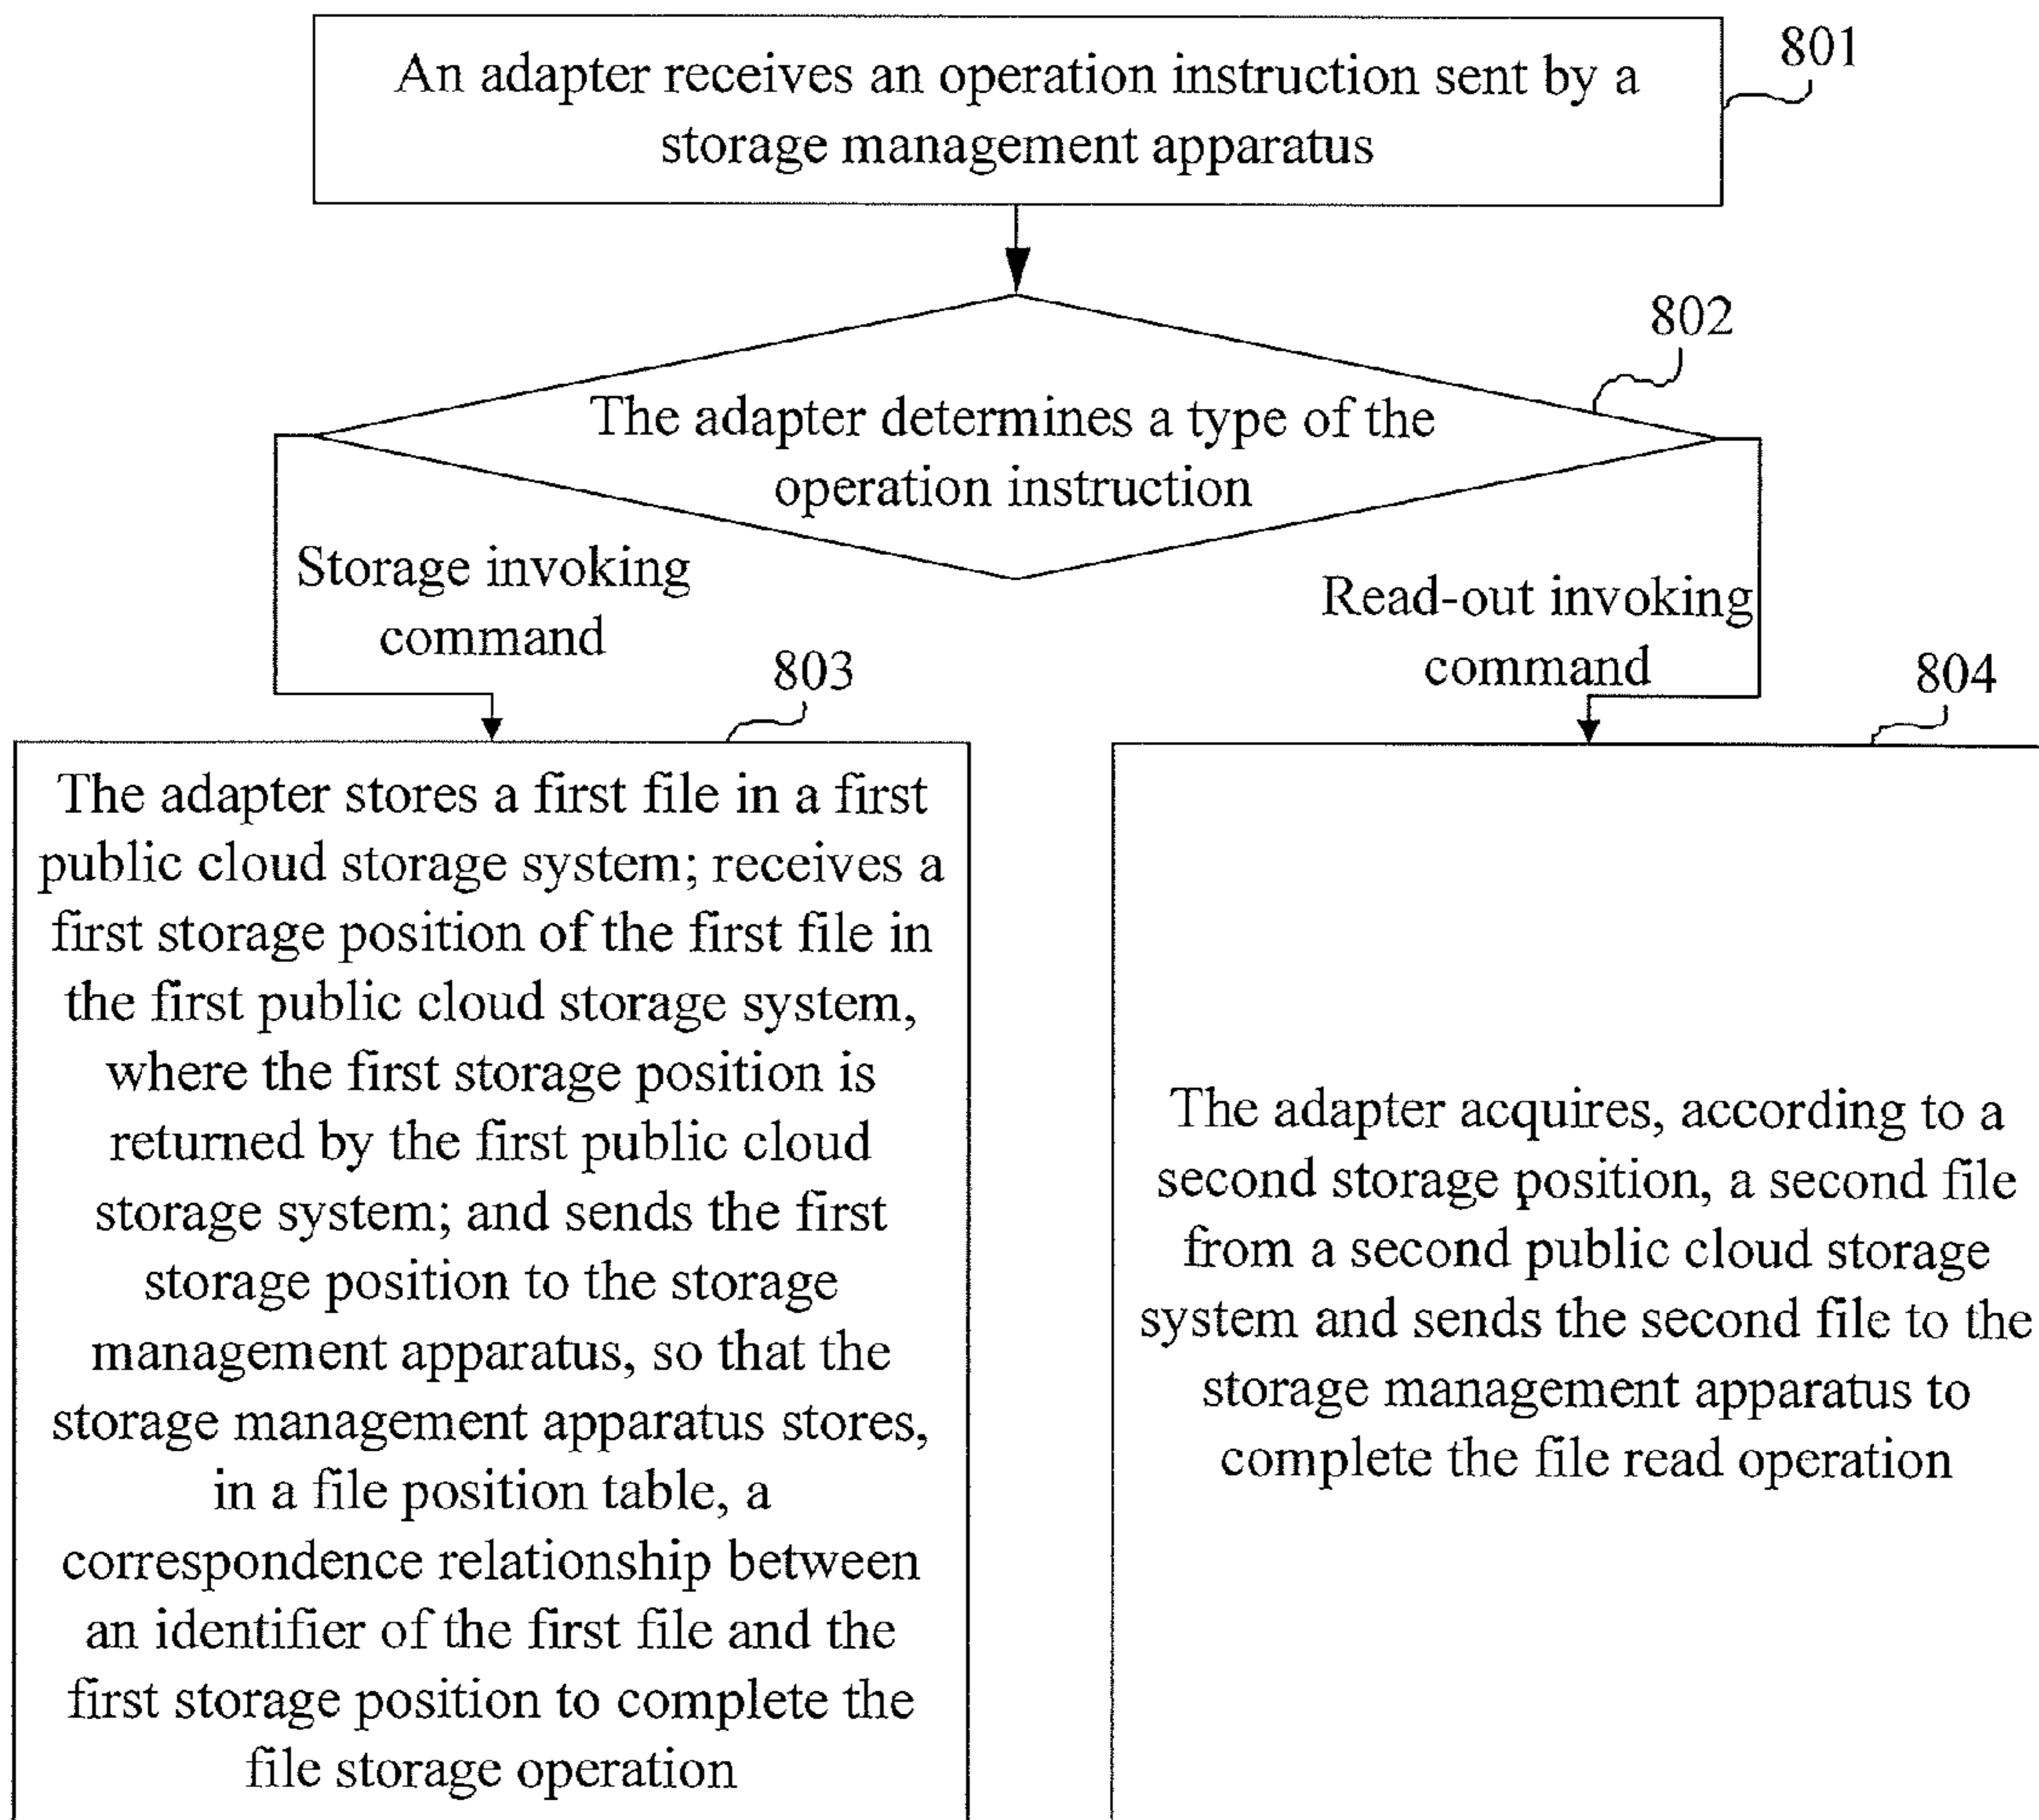 An adapter receives an operation instruction sent by a
storage management apparatus
801
802
The adapter determines a type of the
operation instruction
Storage invoking
command
Read-out invoking
command
803
The adapter stores a first file in a first
public cloud storage system; receives a
first storage position of the first file in
the first public cloud storage system,
where the first storage position is
returned by the first public cloud
storage system; and sends the first
storage position to the storage
management apparatus, so that the
storage management apparatus stores,
in a file position table, a
correspondence relationship between
an identifier of the first file and the
first storage position to complete the
file storage operation
804
The adapter acquires, according to a
second storage position, a second file
from a second public cloud storage
system and sends the second file to the
storage management apparatus to
complete the file read operation